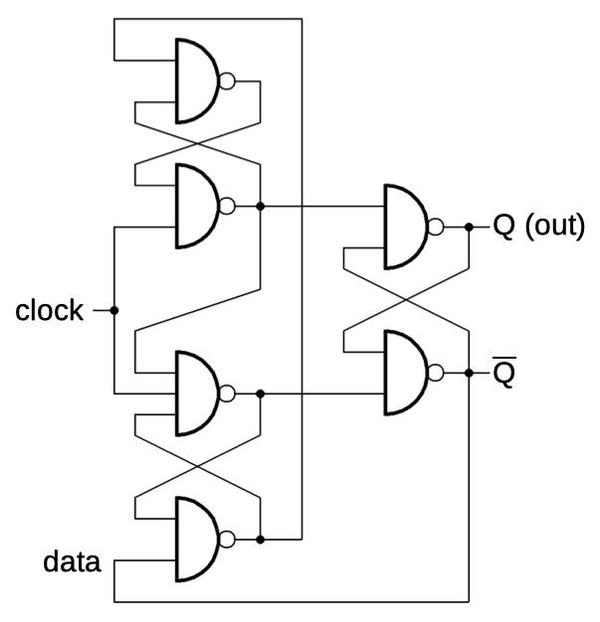 Q (out)
clock
Q̅
data